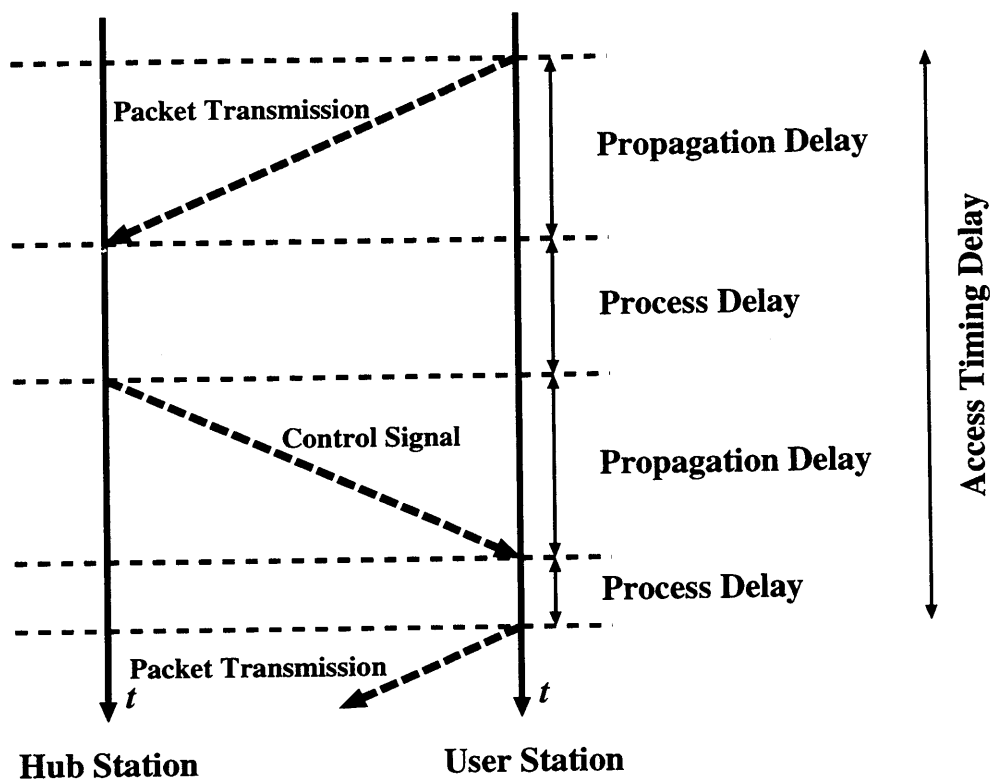 Packet Transmission
Propagation Delay
Process Delay
Access Timing Delay
Control Signal
Propagation Delay
Process Delay
Packet Transmission
t
t
Hub Station
User Station